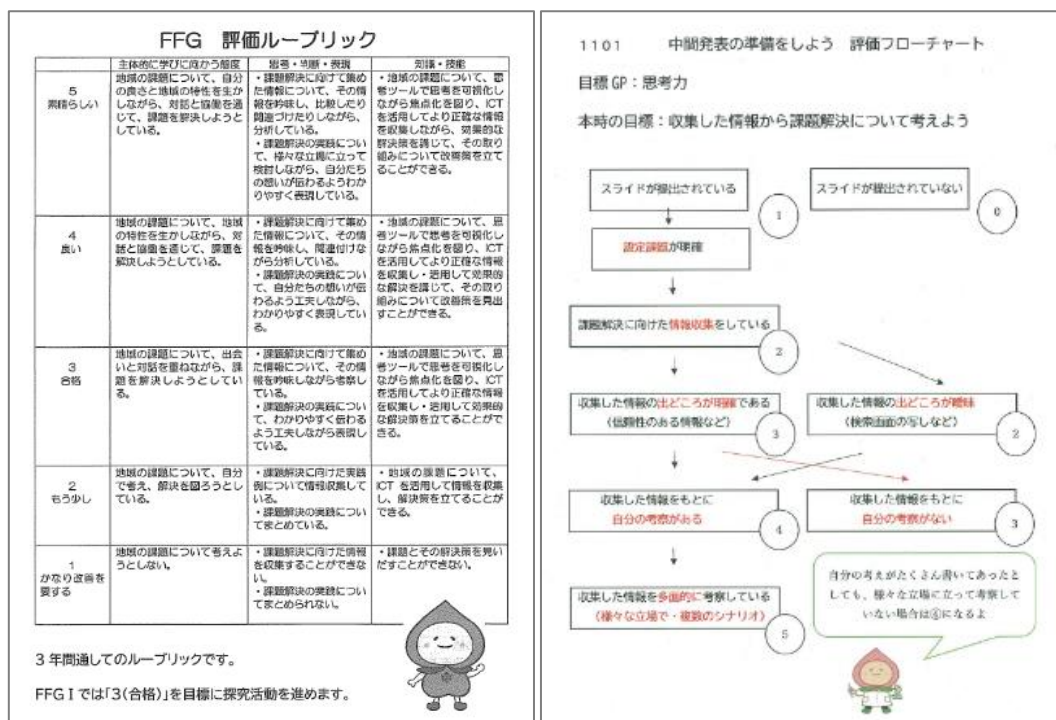 FFG 評価ルーブリック
主体的に学びに向かう態度
思考・判断・表現
知識・技能
5
素晴らしい
地域の課題について、自分
の良さと地域の特性を生か
しながら、対話と協働を通
じて、課題を解決しようと
している。
・課題解決に向けて集め
た情報について、その情
報を吟味し、比較したり
関連づけたりしながら、
分析している。
・課題解決の実践につい
て、様々な立場に立って
検討しながら、自分たち
の想いが伝わるようわか
りやすく表現している。
・地域の課題について、思
考ツールで思考を可視化し
ながら焦点化を図り、ICT
を活用してより正確な情報
を収集しながら、効果的な
解決策を講じて、その取り
組みについて改善策を立て
ることができる。
4
良い
地域の課題について、地域
の特性を生かしながら、対
話と協働を通じて、課題を
解決しようとしている。
・課題解決に向けて集め
た情報について、その情
報を吟味し、関連付けな
がら分析している。
・課題解決の実践につい
て、自分たちの想いが伝
わるよう工夫しながら、
わかりやすく表現してい
る。
・地域の課題について、思
考ツールで思考を可視化し
ながら焦点化を図り、ICT
を活用してより正確な情報
を収集し・活用して効果的
な解決を講じて、その取り
組みについて改善策を見出
すことができる。
3
合格
地域の課題について、出会
いと対話を重ねながら、課
題を解決しようとしてい
る。
・課題解決に向けて集め
た情報について、その情
報を吟味しながら考察し
ている。
・課題解決の実践につい
て、わかりやすく伝わる
よう工夫しながら表現し
ている。
・地域の課題について、思
考ツールで思考を可視化し
ながら焦点化を図り、ICT
を活用してより正確な情報
を収集し・活用して効果的
な解決策を立てることがで
きる。
2
もう少し
地域の課題について、自分
で考え、解決を図ろうとし
ている。
・課題解決に向けた実践
例について情報収集して
いる。
・課題解決の実践につい
てまとめている。
・地域の課題について、
ICT を活用して情報を収集
し、解決策を立てることが
できる。
1
かなり改善を
要する
地域の課題について考えよ
うとしない。
・課題解決に向けた情報
を収集することができな
い。
・課題解決の実践につい
てまとめられない。
・課題とその解決策を見い
だすことができない。
3 年間通してのルーブリックです。
FFG I では「3(合格)」を目標に探究活動を進めます。
1101 中間発表の準備をしよう 評価フローチャート
目標 GP：思考力
本時の目標：収集した情報から課題解決について考えよう
スライドが提出されている
1
スライドが提出されていない
0
設定課題が明確
課題解決に向けた情報収集をしている
2
収集した情報の出どころが明確である
(信頼性のある情報など)
3
収集した情報の出どころが曖昧
(検索画面の写しなど)
2
収集した情報をもとに
自分の考察がある
4
収集した情報をもとに
自分の考察がない
3
収集した情報を多面的に考察している
(様々な立場で・複数のシナリオ)
5
自分の考えがたくさん書いてあったと
しても、様々な立場に立って考察して
いない場合は④になるよ